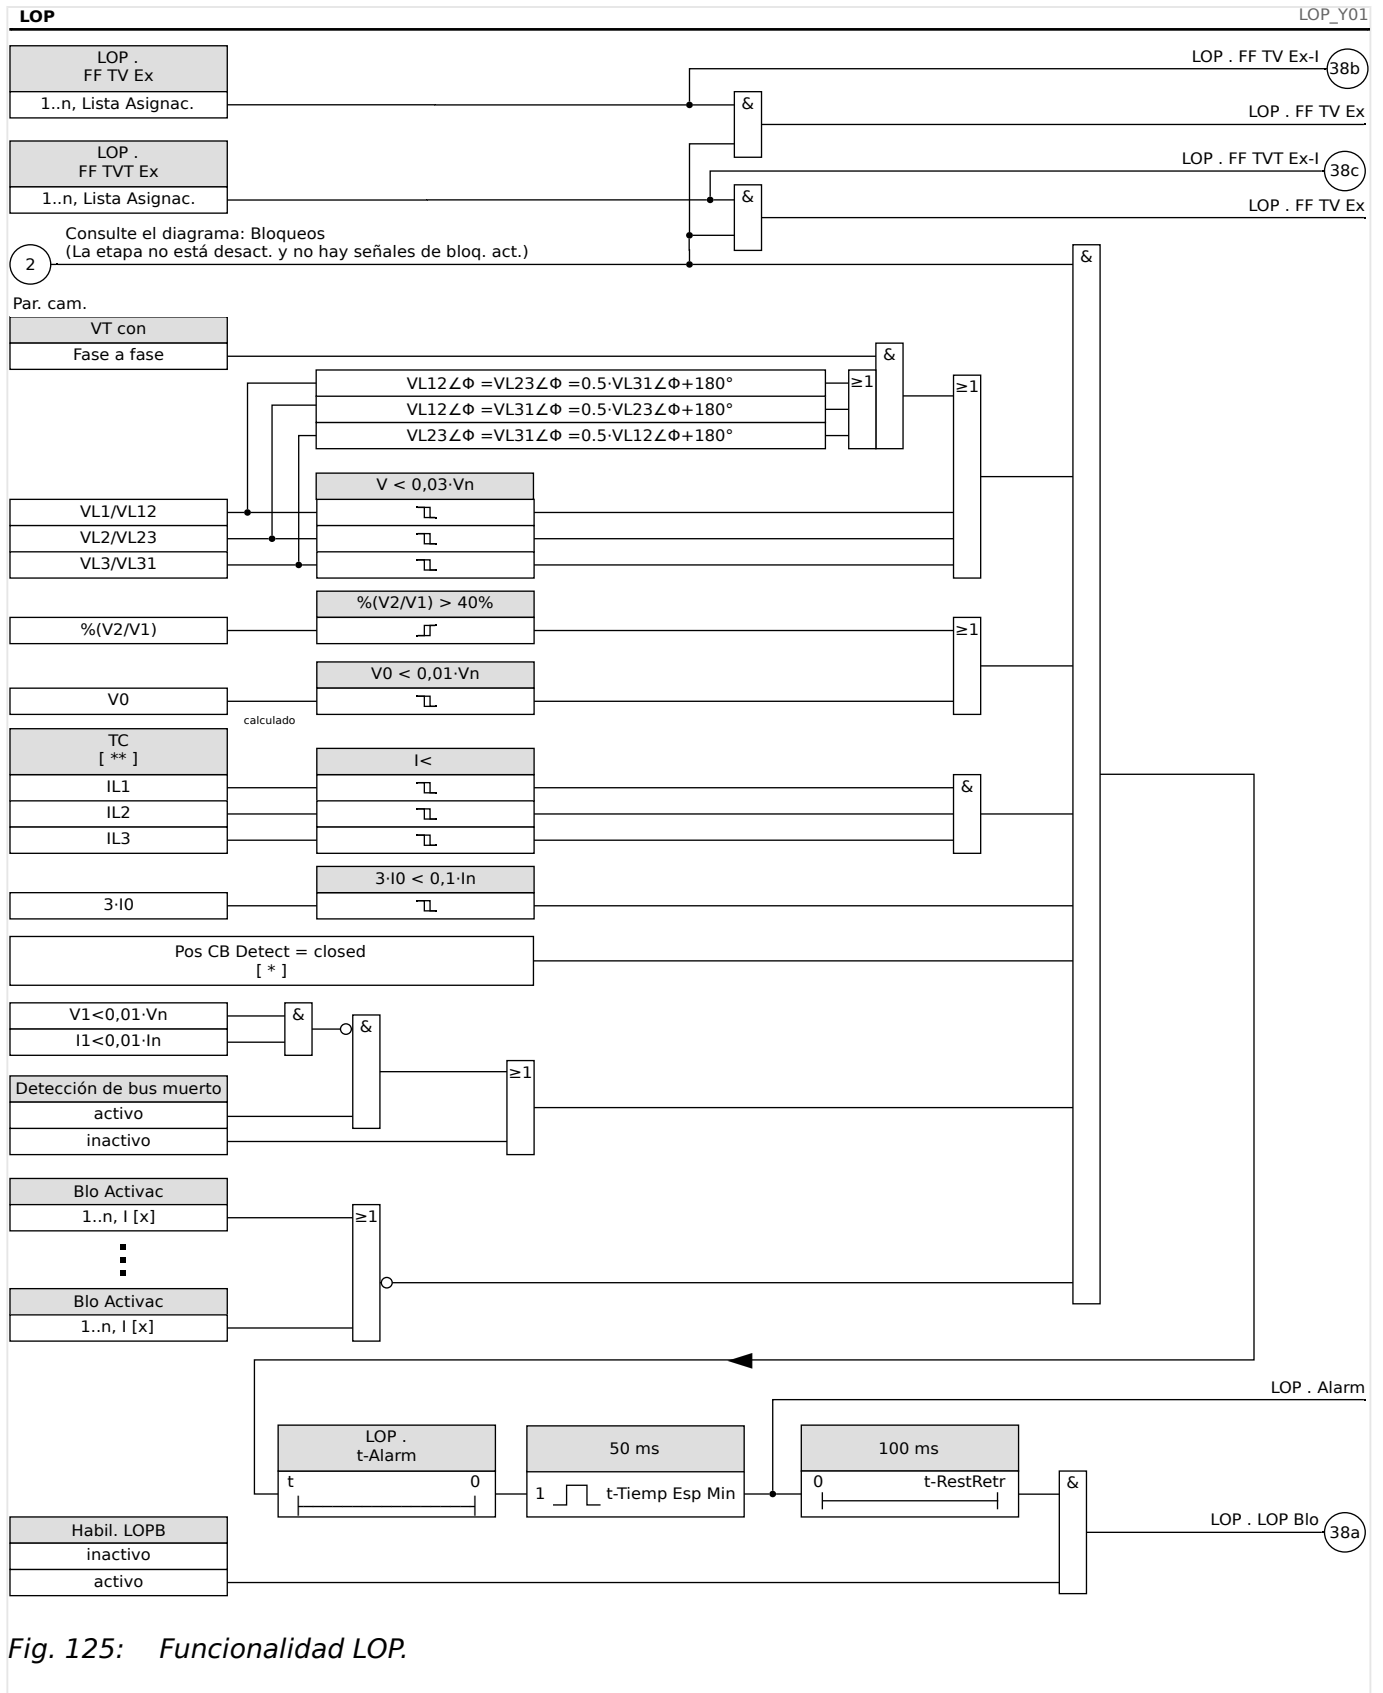 LOP
LOP_Y01
LOP .
FF TV Ex
1..n, Lista Asignac.
&
LOP . FF TV Ex-I
38b
LOP . FF TV Ex
LOP .
FF TVT Ex
1..n, Lista Asignac.
&
LOP . FF TVT Ex-I
38c
LOP . FF TV Ex
Consulte el diagrama: Bloqueos
(La etapa no está desact. y no hay señales de bloq. act.)
2
&
Par. cam.
VT con
Fase a fase
&
VL12∠Φ =VL23∠Φ =0.5·VL31∠Φ+180°
VL12∠Φ =VL31∠Φ =0.5·VL23∠Φ+180°
VL23∠Φ =VL31∠Φ =0.5·VL12∠Φ+180°
≥1
≥1
V < 0,03·Vn
VL1/VL12
VL2/VL23
VL3/VL31
%(V2/V1) > 40%
%(V2/V1)
≥1
V0 < 0,01·Vn
V0
calculado
TC
[ ** ]
I<
IL1
IL2
IL3
&
3·I0 < 0,1·In
3·I0
Pos CB Detect = closed
[ * ]
V1<0,01·Vn
I1<0,01·In
&
&
≥1
Detección de bus muerto
activo
inactivo
Blo Activac
1..n, I [x]
≥1
Blo Activac
1..n, I [x]
LOP . Alarm
LOP .
t-Alarm
t 0
50 ms
1 t-Tiemp Esp Min
100 ms
0 t-RestRetr
&
Habil. LOPB
inactivo
activo
LOP . LOP Blo
38a
Fig. 125: Funcionalidad LOP.